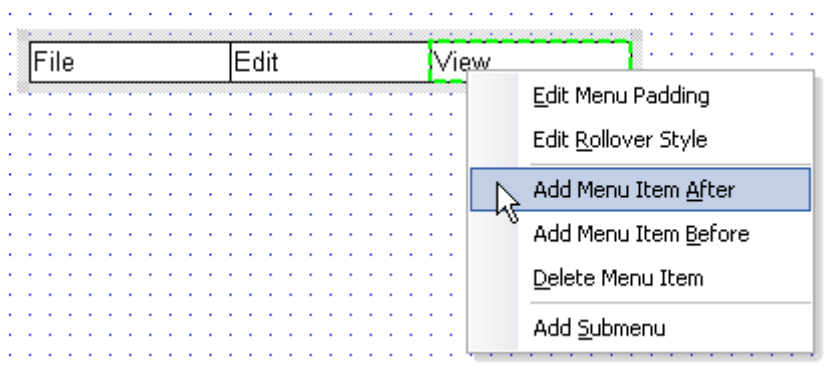 File Edit View
Edit Menu Padding
Edit Rollover Style
Add Menu Item After
Add Menu Item Before
Delete Menu Item
Add Submenu